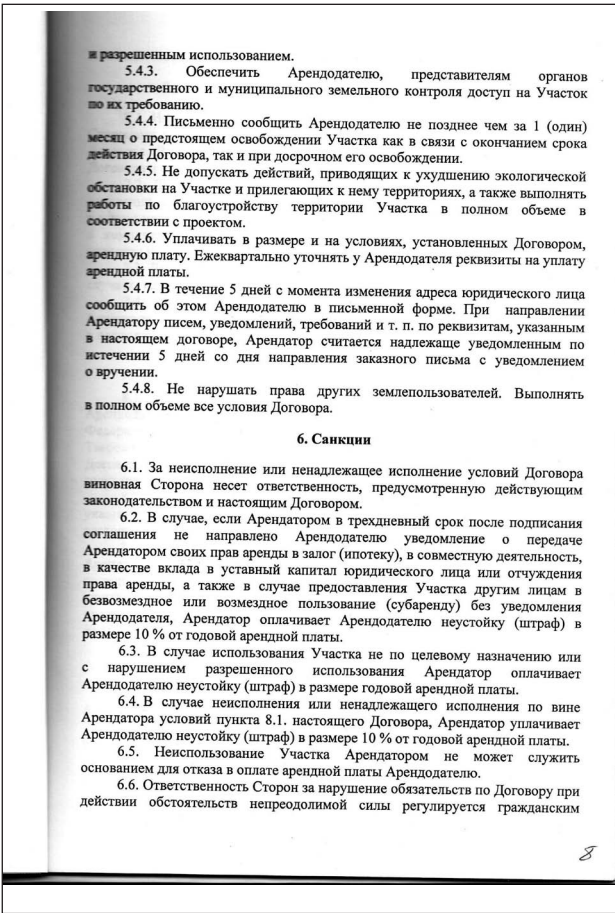 и разрешенным использованием.
5.4.3. Обеспечить Арендодателю, представителям органов
государственного и муниципального земельного контроля доступ на Участок
по их требованию.
5.4.4. Письменно сообщить Арендодателю не позднее чем за 1 (один)
месяц о предстоящем освобождении Участка как в связи с окончанием срока
действия Договора, так и при досрочном его освобождении.
5.4.5. Не допускать действий, приводящих к ухудшению экологической
обстановки на Участке и прилегающих к нему территориях, а также выполнять
работы по благоустройству территории Участка в полном объеме в
соответствии с проектом.
5.4.6. Уплачивать в размере и на условиях, установленных Договором,
арендную плату. Ежеквартально уточнять у Арендодателя реквизиты на уплату
арендной платы.
5.4.7. В течение 5 дней с момента изменения адреса юридического лица
сообщить об этом Арендодателю в письменной форме. При направлении
Арендатору писем, уведомлений, требований и т. п. по реквизитам, указанным
в настоящем договоре, Арендатор считается надлежаще уведомленным по
истечении 5 дней со дня направления заказного письма с уведомлением
о вручении.
5.4.8. Не нарушать права других землепользователей. Выполнять
в полном объеме все условия Договора.
6. Санкции
6.1. За неисполнение или ненадлежащее исполнение условий Договора
виновная Сторона несет ответственность, предусмотренную действующим
законодательством и настоящим Договором.
6.2. В случае, если Арендатором в трехдневный срок после подписания
соглашения не направлено Арендодателю уведомление о передаче
Арендатором своих прав аренды в залог (ипотеку), в совместную деятельность,
в качестве вклада в уставный капитал юридического лица или отчуждения
права аренды, а также в случае предоставления Участка другим лицам в
безвозмездное или возмездное пользование (субаренду) без уведомления
Арендодателя, Арендатор оплачивает Арендодателю неустойку (штраф) в
размере 10 % от годовой арендной платы.
6.3. В случае использования Участка не по целевому назначению или
с нарушением разрешенного использования Арендатор оплачивает
Арендодателю неустойку (штраф) в размере годовой арендной платы.
6.4. В случае неисполнения или ненадлежащего исполнения по вине
Арендатора условий пункта 8.1. настоящего Договора, Арендатор уплачивает
Арендодателю неустойку (штраф) в размере 10 % от годовой арендной платы.
6.5. Неиспользование Участка Арендатором не может служить
основанием для отказа в оплате арендной платы Арендодателю.
6.6. Ответственность Сторон за нарушение обязательств по Договору при
действии обстоятельств непреодолимой силы регулируется гражданским
8